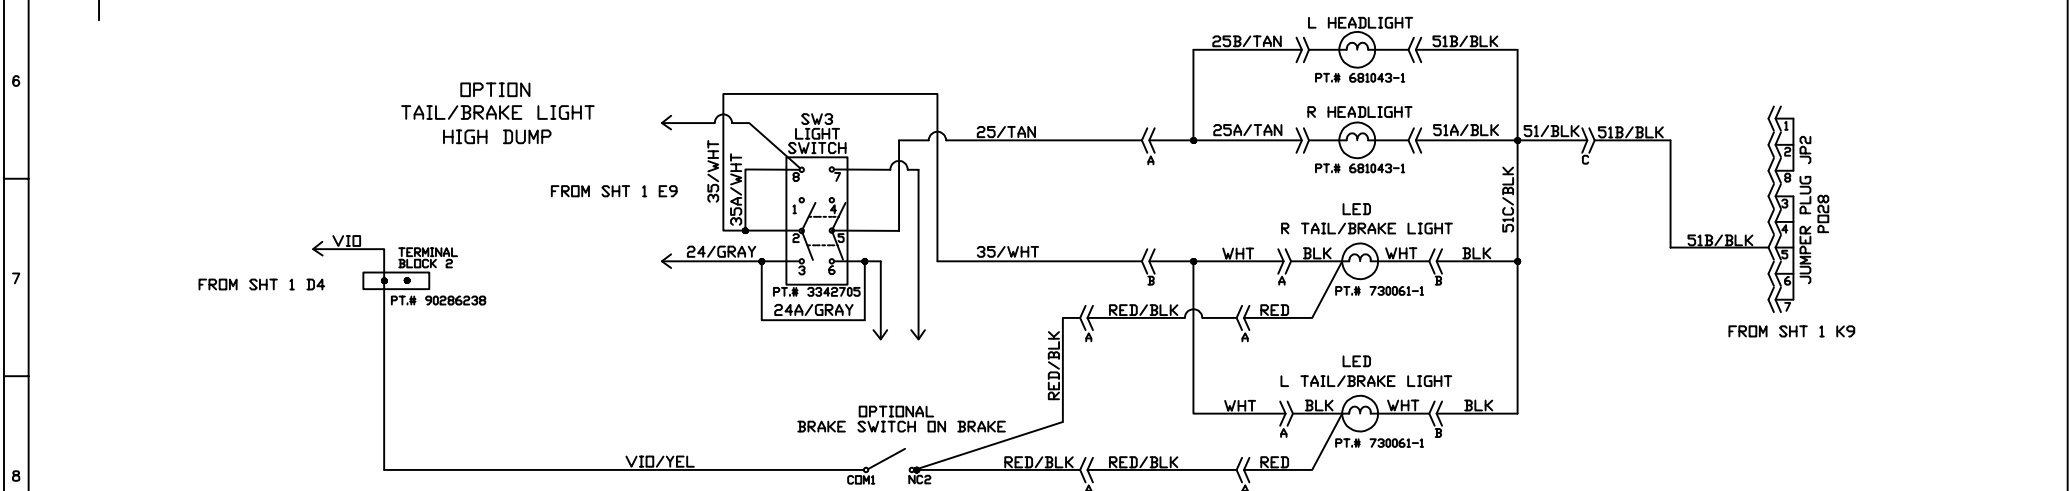 L HEADLIGHT
25B/TAN
51B/BLK
PT.# 681043-1
6
OPTION
TAIL/BRAKE LIGHT
HIGH DUMP
SW3
LIGHT
SWITCH
R HEADLIGHT
25/TAN
A
25A/TAN
51A/BLK
51/BLK
C
51B/BLK
PT.# 681043-1
35/WHT
35A/WHT
8
7
1
4
2
5
3
6
FROM SHT 1 E9
51C/BLK
1
2
8
3
4
5
6
7
JUMPER PLUG JP2
PO28
LED
R TAIL/BRAKE LIGHT
VIO
TERMINAL
BLOCK 2
24/GRAY
35/WHT
B
WHT
A
BLK
WHT
B
BLK
51B/BLK
7
FROM SHT 1 D4
PT.# 90286238
PT.# 3342705
24A/GRAY
PT.# 730061-1
RED/BLK
A
RED/BLK
A
RED
FROM SHT 1 K9
LED
L TAIL/BRAKE LIGHT
OPTIONAL
BRAKE SWITCH ON BRAKE
WHT
A
BLK
WHT
B
BLK
PT.# 730061-1
8
VIO/YEL
COM1
NC2
RED/BLK
A
RED/BLK
A
RED